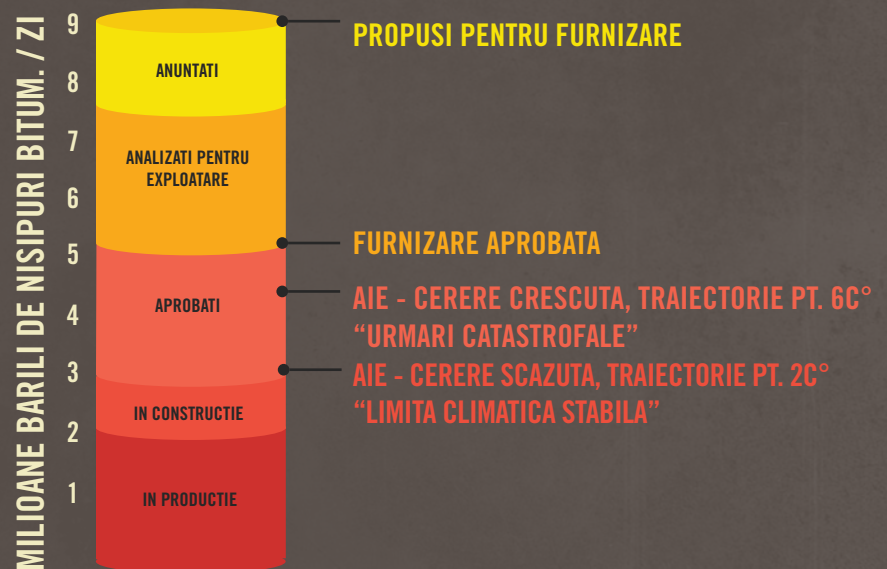 MILIOANE BARILI DE NISIPURI BITUM. / ZI
9
8
7
6
5
4
3
2
1
ANUNTATI
ANALIZATI PENTRU
EXPLOATARE
APROBATI
IN CONSTRUCTIE
IN PRODUCTIE
PROPUSI PENTRU FURNIZARE
FURNIZARE APROBATA
AIE - CERERE CRESCUTA, TRAIECTORIE PT. 6C°
“URMARI CATASTROFALE”
AIE - CERERE SCAZUTA, TRAIECTORIE PT. 2C°
“LIMITA CLIMATICA STABILA”